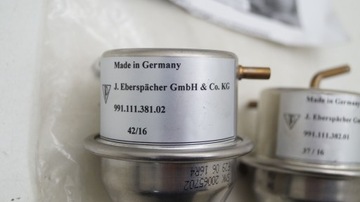 Made in Germany
J. Eberspächer GmbH & Co. KG
991.111.381.02
42/16
Made in Germany
J. Eberspächer
991.111.382.01
37 / 16